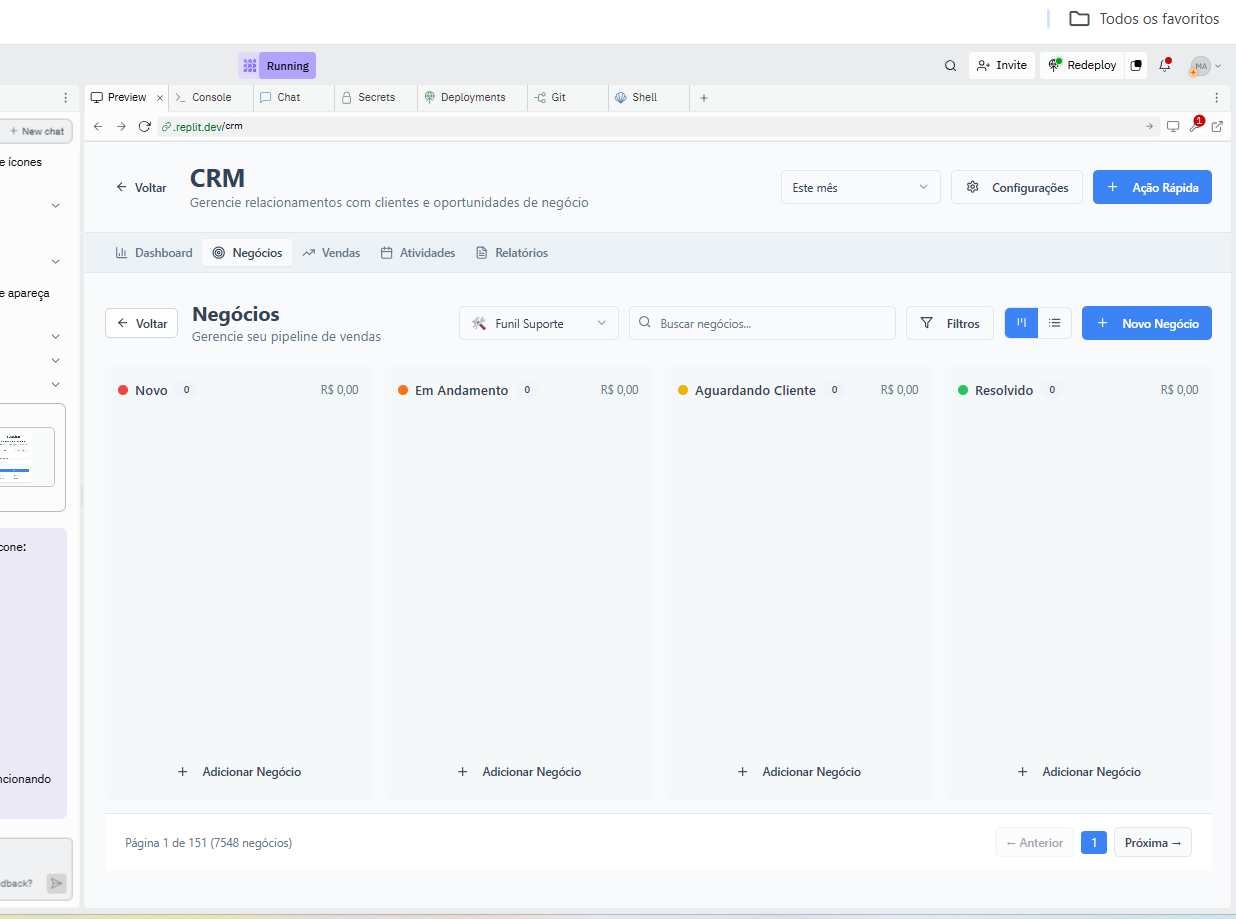 Todos os favoritos
Running
Invite
Redeploy
MA
Preview
Console
Chat
Secrets
Deployments
Git
Shell
New chat
.replit.dev/crm
1
e ícones
e apareça
cone:
ncionando
dback?
Voltar
CRM
Gerencie relacionamentos com clientes e oportunidades de negócio
Este mês
Configurações
+ Ação Rápida
Dashboard
Negócios
Vendas
Atividades
Relatórios
← Voltar
Negócios
Gerencie seu pipeline de vendas
Funil Suporte
Buscar negócios...
Filtros
+ Novo Negócio
Novo 0 R$ 0,00
Em Andamento 0 R$ 0,00
Aguardando Cliente 0 R$ 0,00
Resolvido 0 R$ 0,00
+ Adicionar Negócio
+ Adicionar Negócio
+ Adicionar Negócio
+ Adicionar Negócio
Página 1 de 151 (7548 negócios)
← Anterior
1
Próxima →